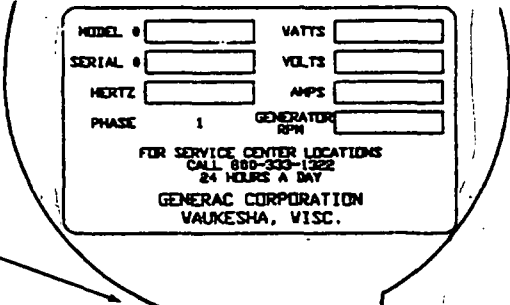 MODEL # WATTS
SERIAL # VOLTS
HERTZ AMPS
PHASE 1 GENERATOR RPM
FOR SERVICE CENTER LOCATIONS
CALL 800-333-1322
24 HOURS A DAY
GENERAC CORPORATION
WAUKESHA, WISC.